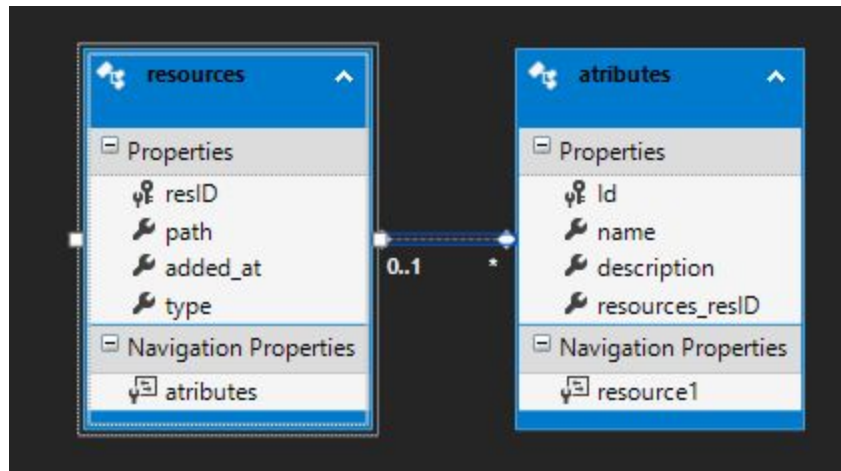 resources
Properties
resID
path
added_at
type
Navigation Properties
atributes
0..1
*
atributes
Properties
Id
name
description
resources_resID
Navigation Properties
resource1